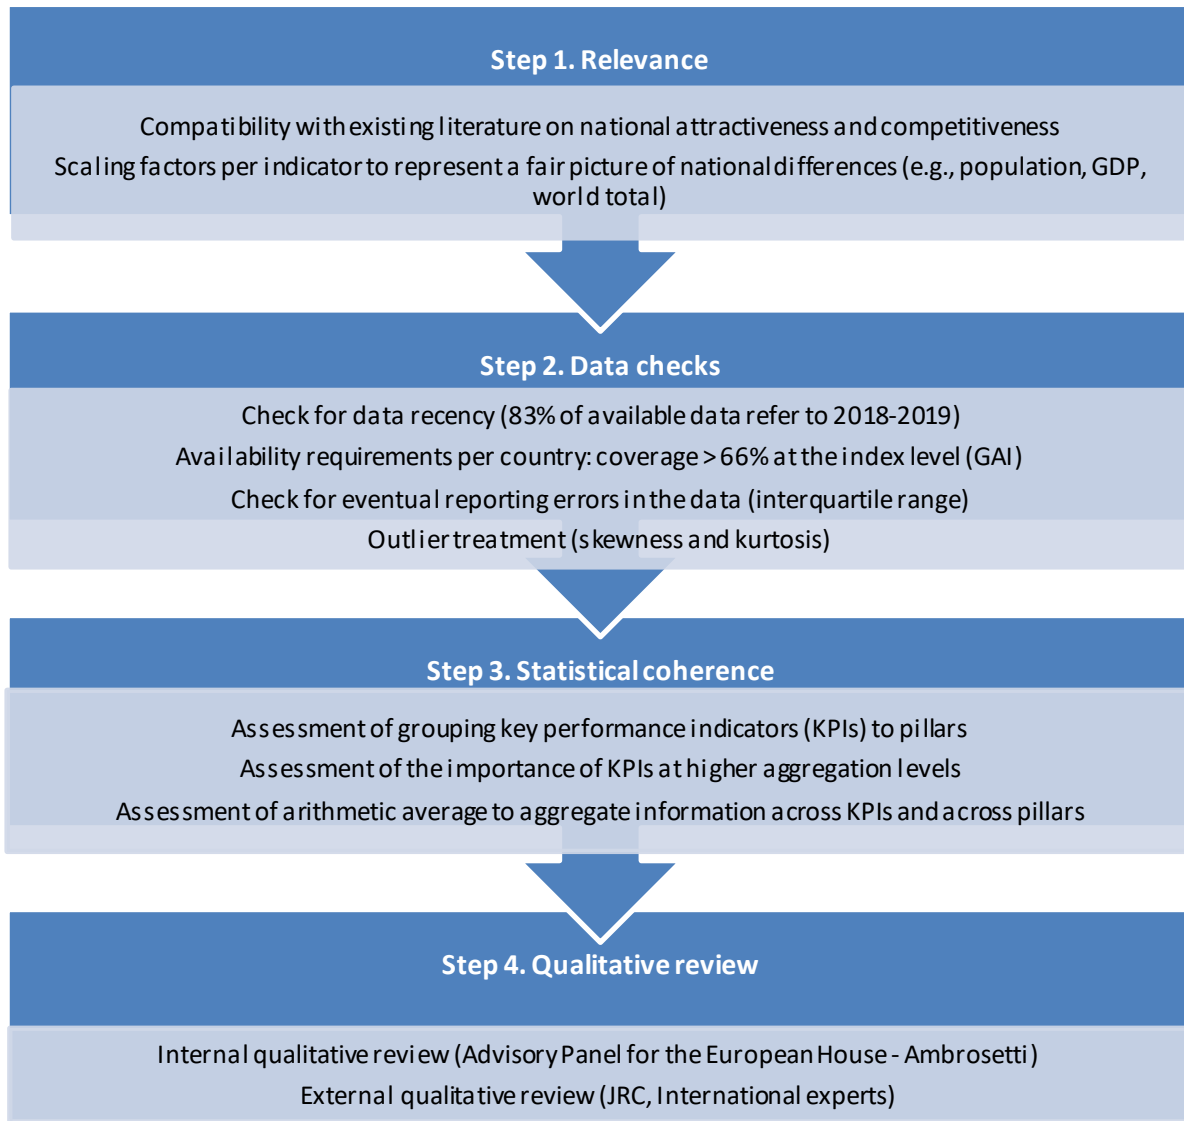 Step 1. Relevance
Compatibility with existing literature on national attractiveness and competitiveness
Scaling factors per indicator to represent a fair picture of national differences (e.g., population, GDP,
world total)
Step 2. Data checks
Check for data recency (83% of available data refer to 2018-2019)
Availability requirements per country: coverage > 66% at the index level (GAI)
Check for eventual reporting errors in the data (interquartile range)
Outlier treatment (skewness and kurtosis)
Step 3. Statistical coherence
Assessment of grouping key performance indicators (KPIs) to pillars
Assessment of the importance of KPIs at higher aggregation levels
Assessment of arithmetic average to aggregate information across KPIs and across pillars
Step 4. Qualitative review
Internal qualitative review (Advisory Panel for the European House - Ambrosetti)
External qualitative review (JRC, International experts)